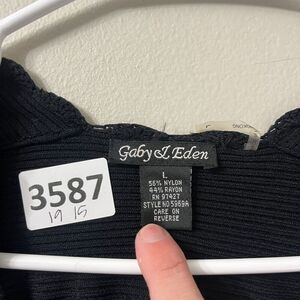 Gaby & Eden
3587
19 15
L
56% NYLON
44% RAYON
RN 97427
STYLE NO 5969A
CARE ON
REVERSE